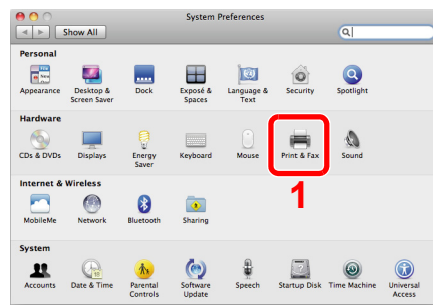 System Preferences
Show All
Personal
Appearance
Desktop &
Screen Saver
Dock
Exposé &
Spaces
Language &
Text
Security
Spotlight
Hardware
CDs & DVDs
Displays
Energy
Saver
Keyboard
Mouse
Print & Fax
Sound
1
Internet & Wireless
MobileMe
Network
Bluetooth
Sharing
System
Accounts
Date & Time
Parental
Controls
Software
Update
Speech
Startup Disk
Time Machine
Universal
Access